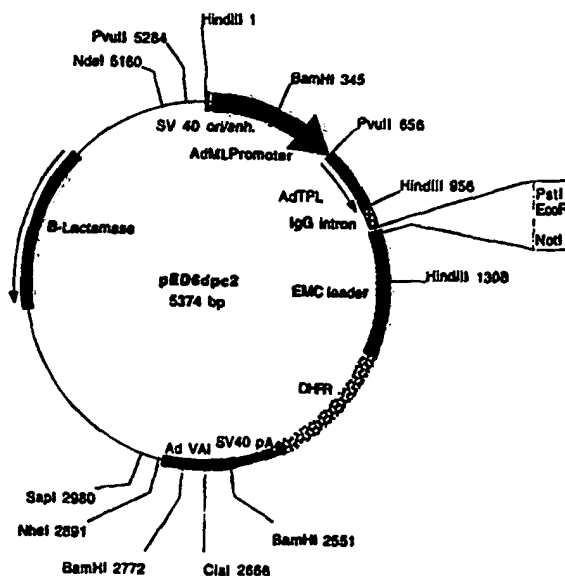 HindIII 1
PvuII 5284
NdeI 5160
BamHI 345
SV 40 ori/enh.
PvuII 656
AdMLPromoter
HindIII 956
AdTPL
IgG intron
PstI
EcoR
NotI
B-Lactamase
pED6dpc2
5374 bp
EMC leader
HindIII 1308
DHFR
Ad VAI
SV40 pA
SapI 2980
NheI 2891
BamHI 2772
ClaI 2666
BamHI 2551